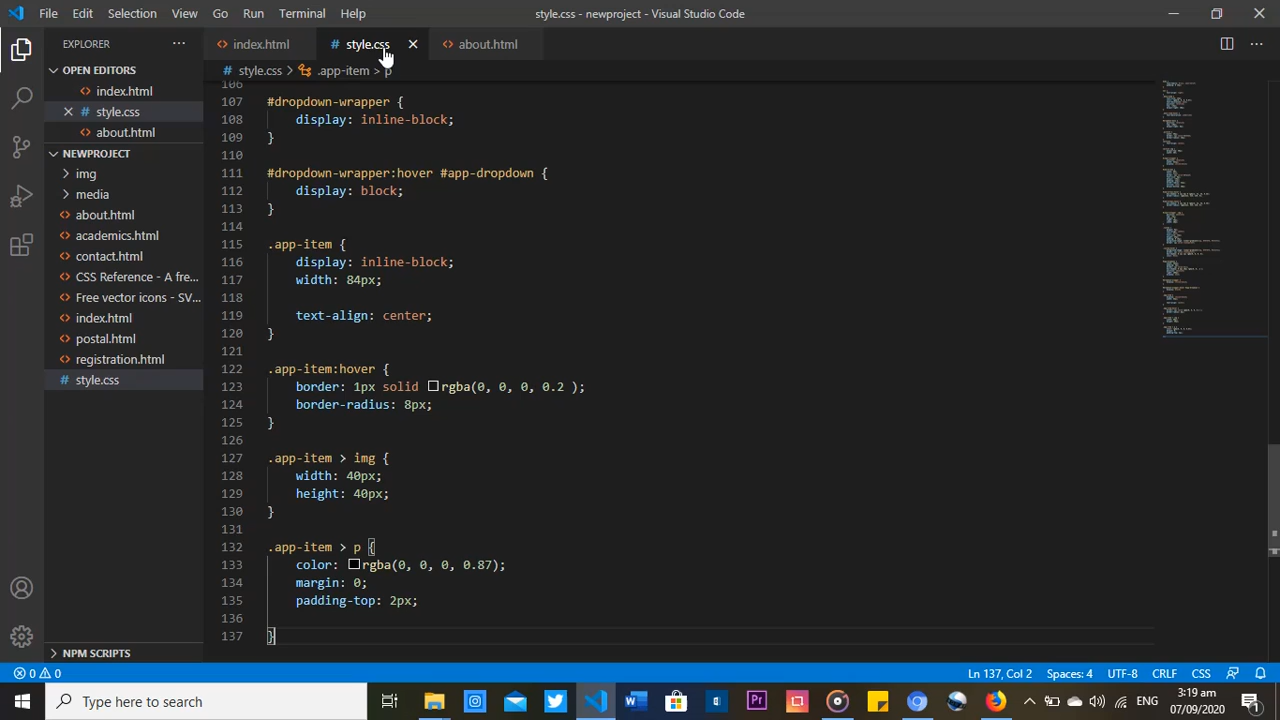 File Edit Selection View Go Run Terminal Help
style.css - newproject - Visual Studio Code
EXPLORER
index.html
style.css
about.html
style.css > .app-item > p
OPEN EDITORS
index.html
style.css
about.html
NEWPROJECT
img
media
about.html
academics.html
contact.html
CSS Reference - A fre...
Free vector icons - SV...
index.html
postal.html
registration.html
style.css
NPM SCRIPTS
106
107 #dropdown-wrapper {
108 display: inline-block;
109 }
110
111 #dropdown-wrapper:hover #app-dropdown {
112 display: block;
113 }
114
115 .app-item {
116 display: inline-block;
117 width: 84px;
118
119 text-align: center;
120 }
121
122 .app-item:hover {
123 border: 1px solid rgba(0, 0, 0, 0.2 );
124 border-radius: 8px;
125 }
126
127 .app-item > img {
128 width: 40px;
129 height: 40px;
130 }
131
132 .app-item > p {
133 color: rgba(0, 0, 0, 0.87);
134 margin: 0;
135 padding-top: 2px;
136
137 }
0 0
Ln 137, Col 2 Spaces: 4 UTF-8 CRLF CSS
Type here to search
ENG
3:19 am
07/09/2020